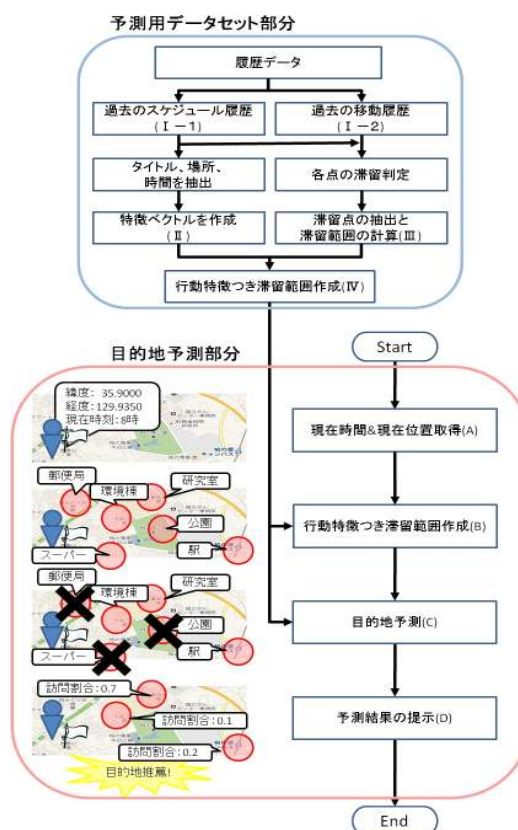 予測用データセット部分
履歴データ
過去のスケジュール履歴
(Ⅰ－1)
過去の移動履歴
(Ⅰ－2)
タイトル、場所、
時間を抽出
各点の滞留判定
特徴ベクトルを作成
(Ⅱ)
滞留点の抽出と
滞留範囲の計算(Ⅲ)
行動特徴つき滞留範囲作成(Ⅳ)
目的地予測部分
Start
緯度: 35.9000
経度:129.9350
現在時刻:8時
現在時間&現在位置取得(A)
郵便局
環境棟
研究室
公園
スーパー
駅
行動特徴つき滞留範囲作成(B)
郵便局
環境棟
研究室
公園
スーパー
駅
目的地予測(C)
訪問割合:0.7
訪問割合:0.1
訪問割合:0.2
目的地推薦!
予測結果の提示(D)
End